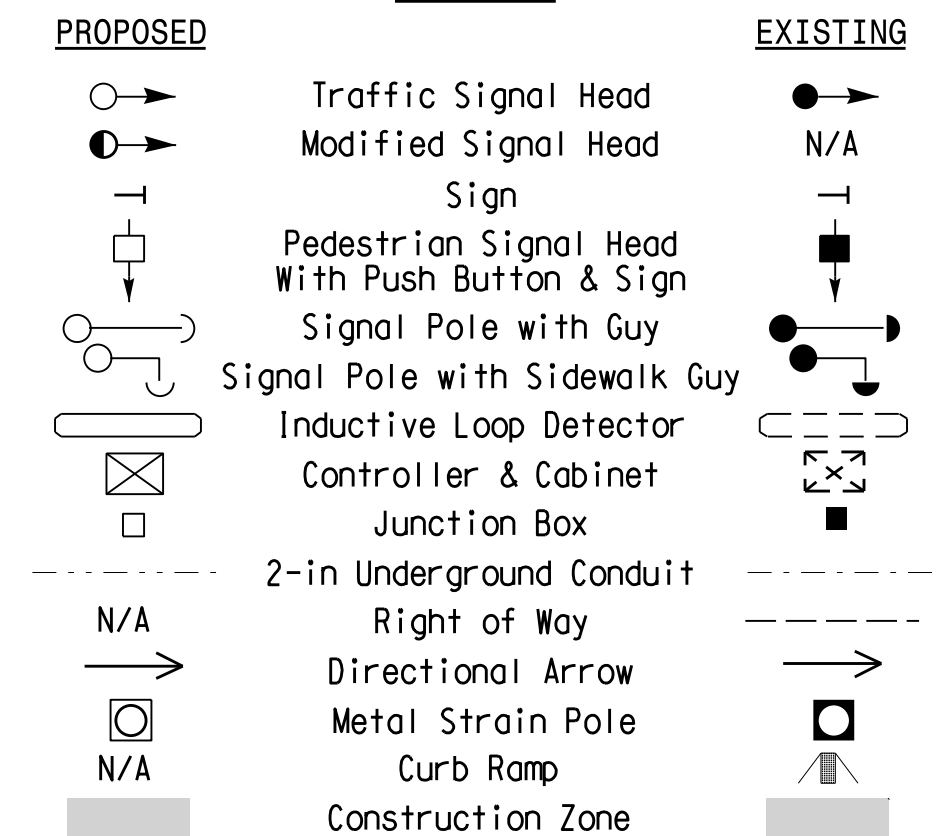 PROPOSED EXISTING
Traffic Signal Head
Modified Signal Head N/A
Sign
Pedestrian Signal Head
With Push Button & Sign
Signal Pole with Guy
Signal Pole with Sidewalk Guy
Inductive Loop Detector
Controller & Cabinet
Junction Box
2-in Underground Conduit
N/A Right of Way
Directional Arrow
Metal Strain Pole
N/A Curb Ramp
Construction Zone